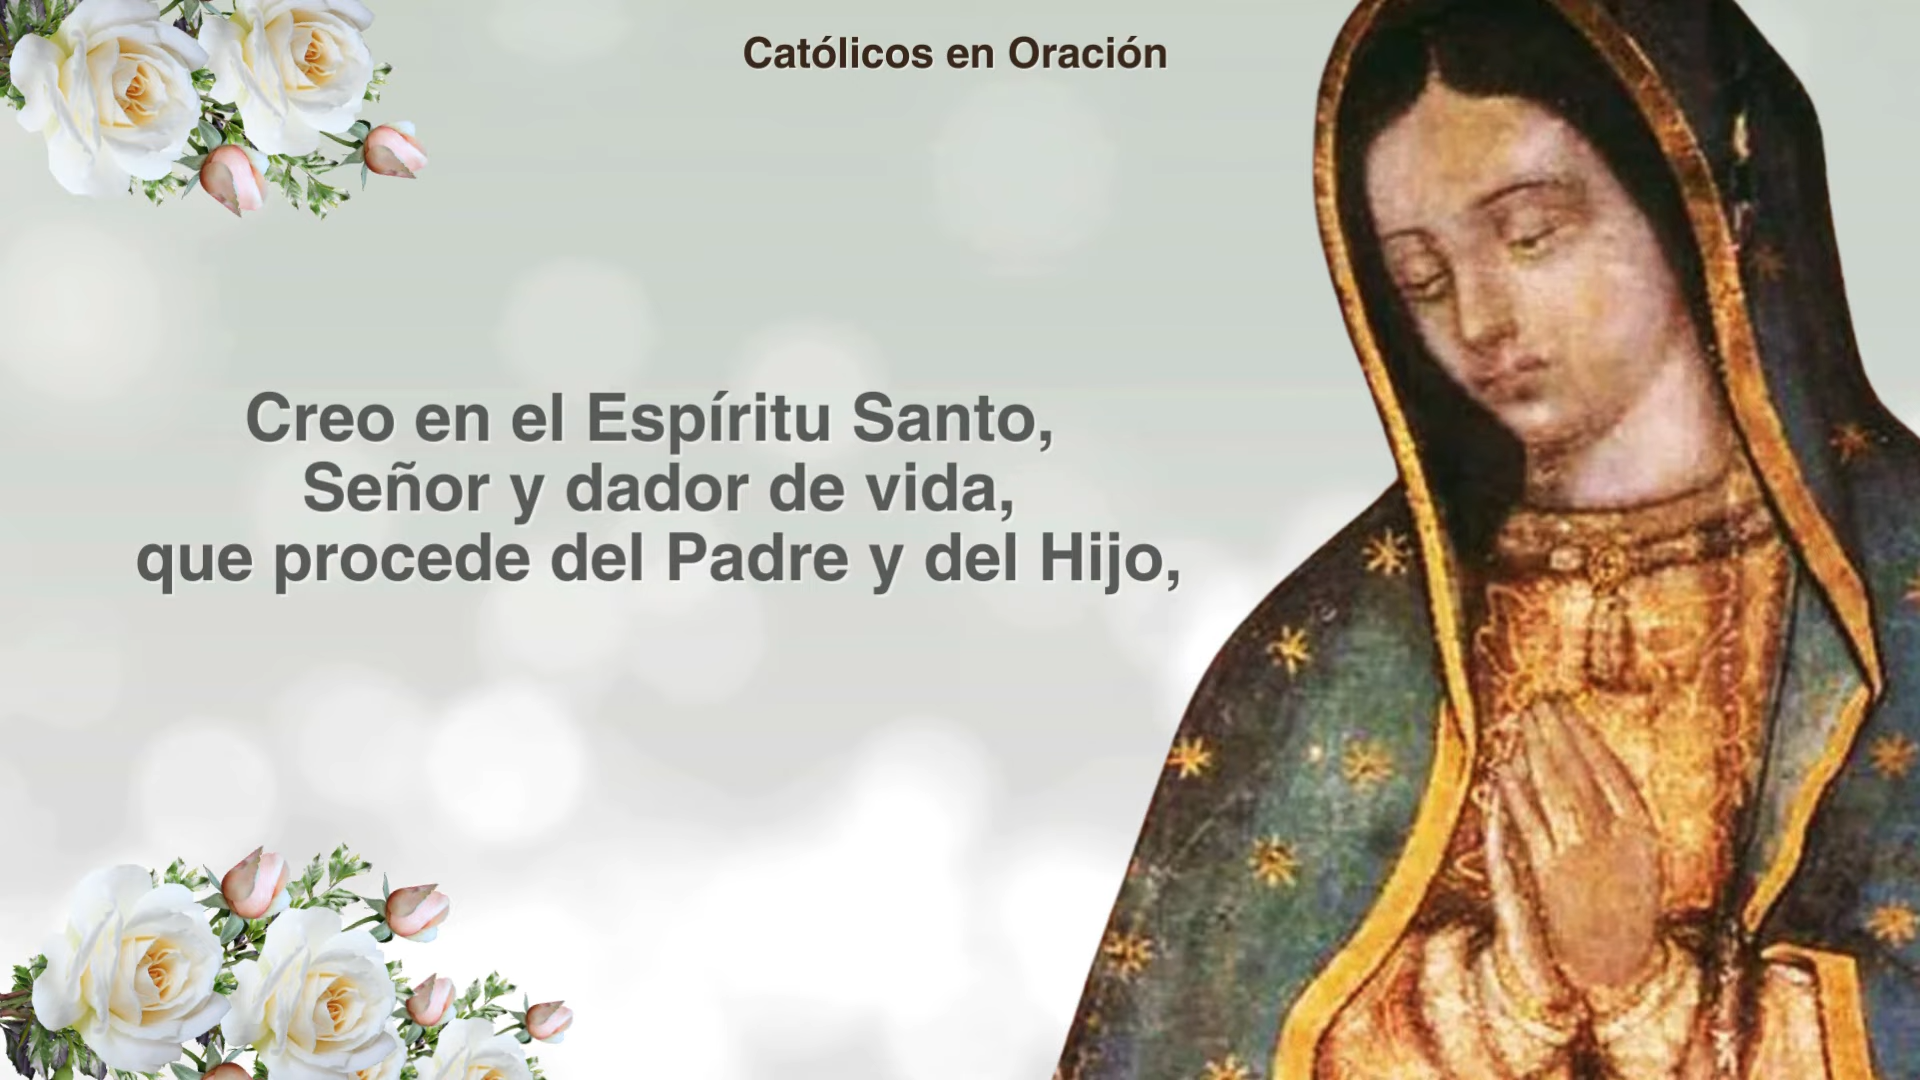 Católicos en Oración
Creo en el Espíritu Santo,
Señor y dador de vida,
que procede del Padre y del Hijo,